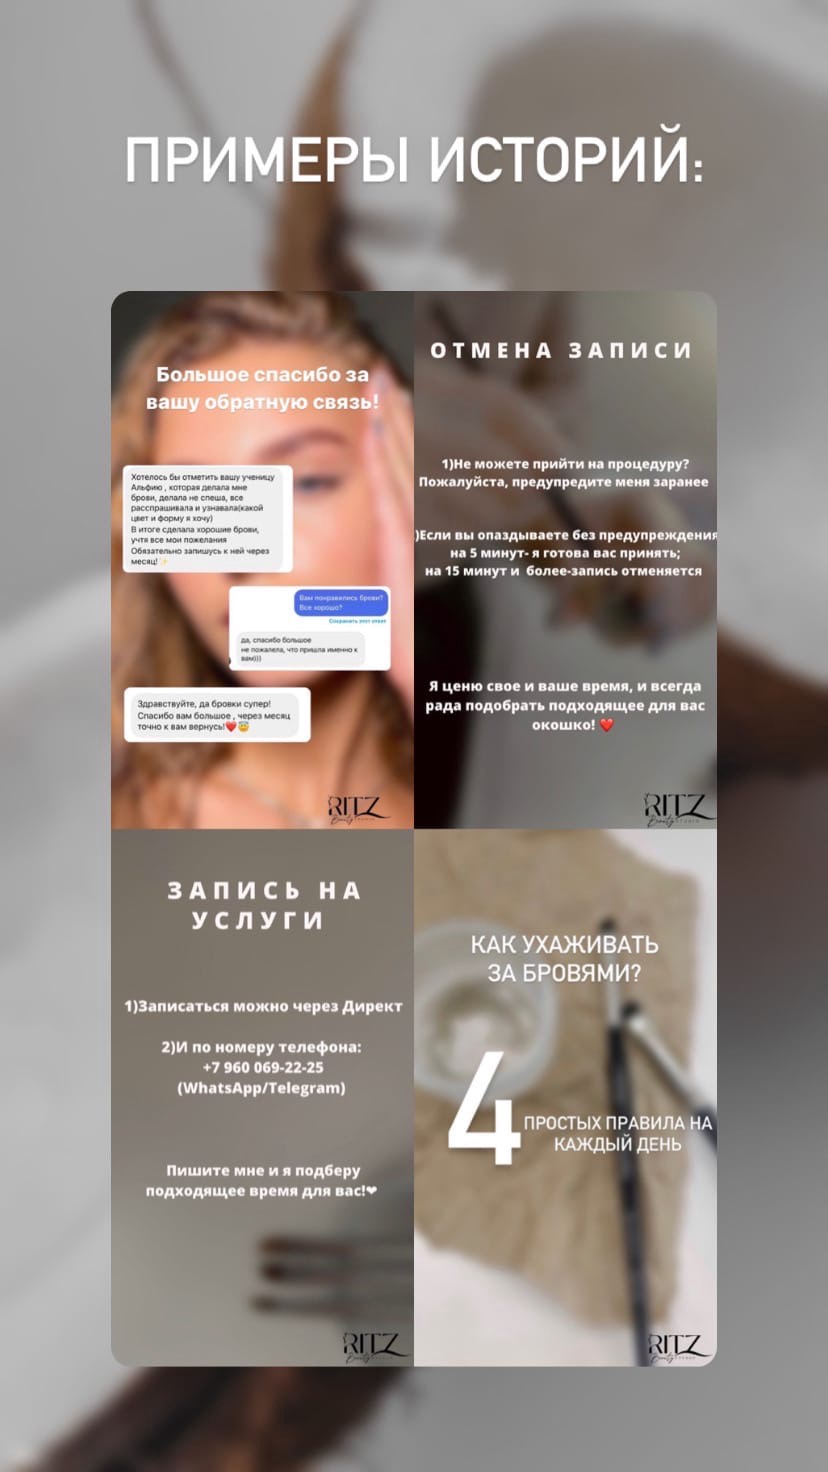 ПРИМЕРЫ ИСТОРИЙ:
Большое спасибо за
вашу обратную связь!
Хотелось бы отметить вашу ученицу
Альфию , которая делала мне
брови, делала не спеша, все
расспрашивала и узнавала(какой
цвет и форму я хочу)
В итоге сделала хорошие брови,
учтя все мои пожелания
Обязательно запишусь к ней через
месяц!✨
Вам понравились брови?
Все хорошо?
Сохранить этот ответ
да, спасибо большое
не пожалела, что пришла именно к
вам)))
Здравствуйте, да бровки супер!
Спасибо вам большое , через месяц
точно к вам вернусь!❤️😇
RITZ
Beauty STUDIO
ОТМЕНА ЗАПИСИ
1)Не можете прийти на процедуру?
Пожалуйста, предупредите меня заранее
)Если вы опаздываете без предупреждения
на 5 минут- я готова вас принять;
на 15 минут и более-запись отменяется
Я ценю свое и ваше время, и всегда
рада подобрать подходящее для вас
окошко! ❤️
RITZ
Beauty STUDIO
ЗАПИСЬ НА
УСЛУГИ
1)Записаться можно через Директ
2)И по номеру телефона:
+7 960 069-22-25
(WhatsApp/Telegram)
Пишите мне и я подберу
подходящее время для вас!❤
RITZ
Beauty STUDIO
КАК УХАЖИВАТЬ
ЗА БРОВЯМИ?
4 ПРОСТЫХ ПРАВИЛА НА
КАЖДЫЙ ДЕНЬ
RITZ
Beauty STUDIO